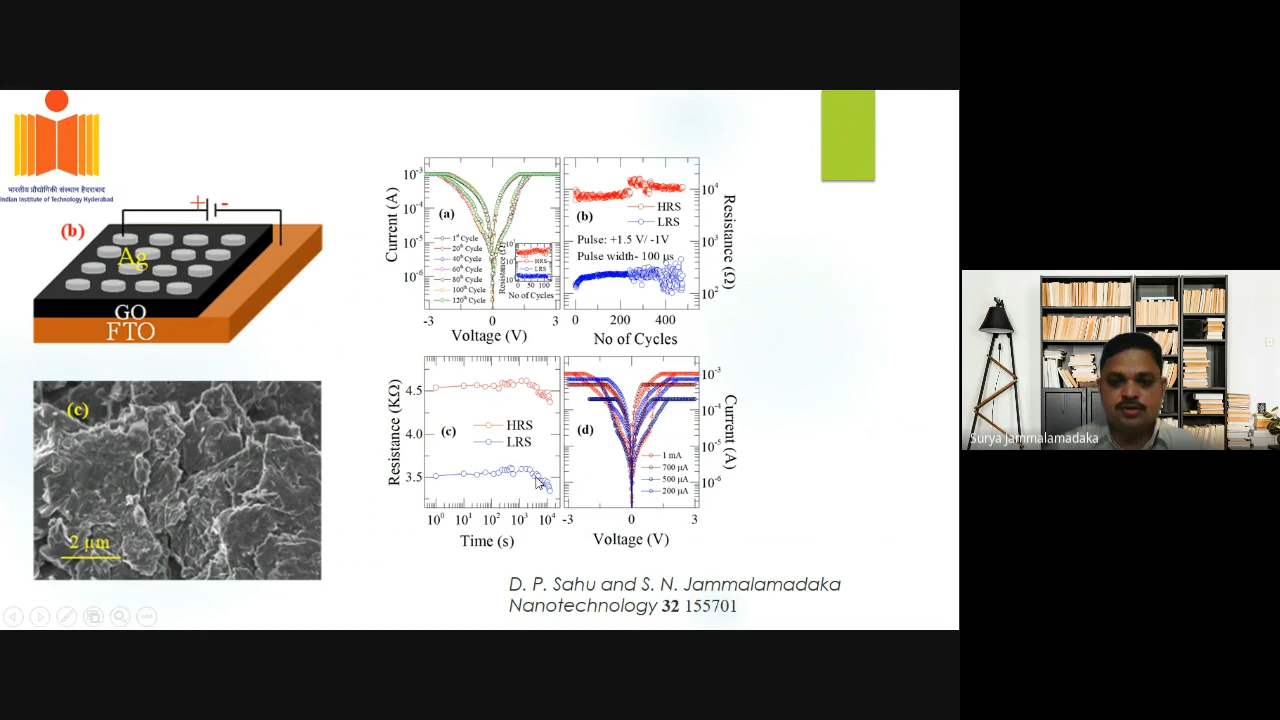 भारतीय प्रौद्योगिकी संस्थान हैदराबाद
Indian Institute of Technology Hyderabad
(b)
+ -
Ag
GO
FTO
(c)
2 µm
10⁻³
10⁻⁴
10⁻⁵
10⁻⁶
Current (A)
(a)
1st Cycle
20th Cycle
40th Cycle
60th Cycle
80th Cycle
100th Cycle
120th Cycle
Resistance (Ω)
HRS
LRS
0 50 100
No of Cycles
-3 0 3
Voltage (V)
(b)
HRS
LRS
Pulse: +1.5 V/ -1V
Pulse width- 100 µs
10⁴
10³
10²
Resistance (Ω)
0 200 400
No of Cycles
4.5
4.0
3.5
Resistance (KΩ)
(c)
HRS
LRS
10⁰ 10¹ 10² 10³ 10⁴
Time (s)
(d)
1 mA
700 µA
500 µA
200 µA
10⁻³
10⁻⁴
10⁻⁵
10⁻⁶
Current (A)
-3 0 3
Voltage (V)
D. P. Sahu and S. N. Jammalamadaka
Nanotechnology 32 155701
Surya Jammalamadaka